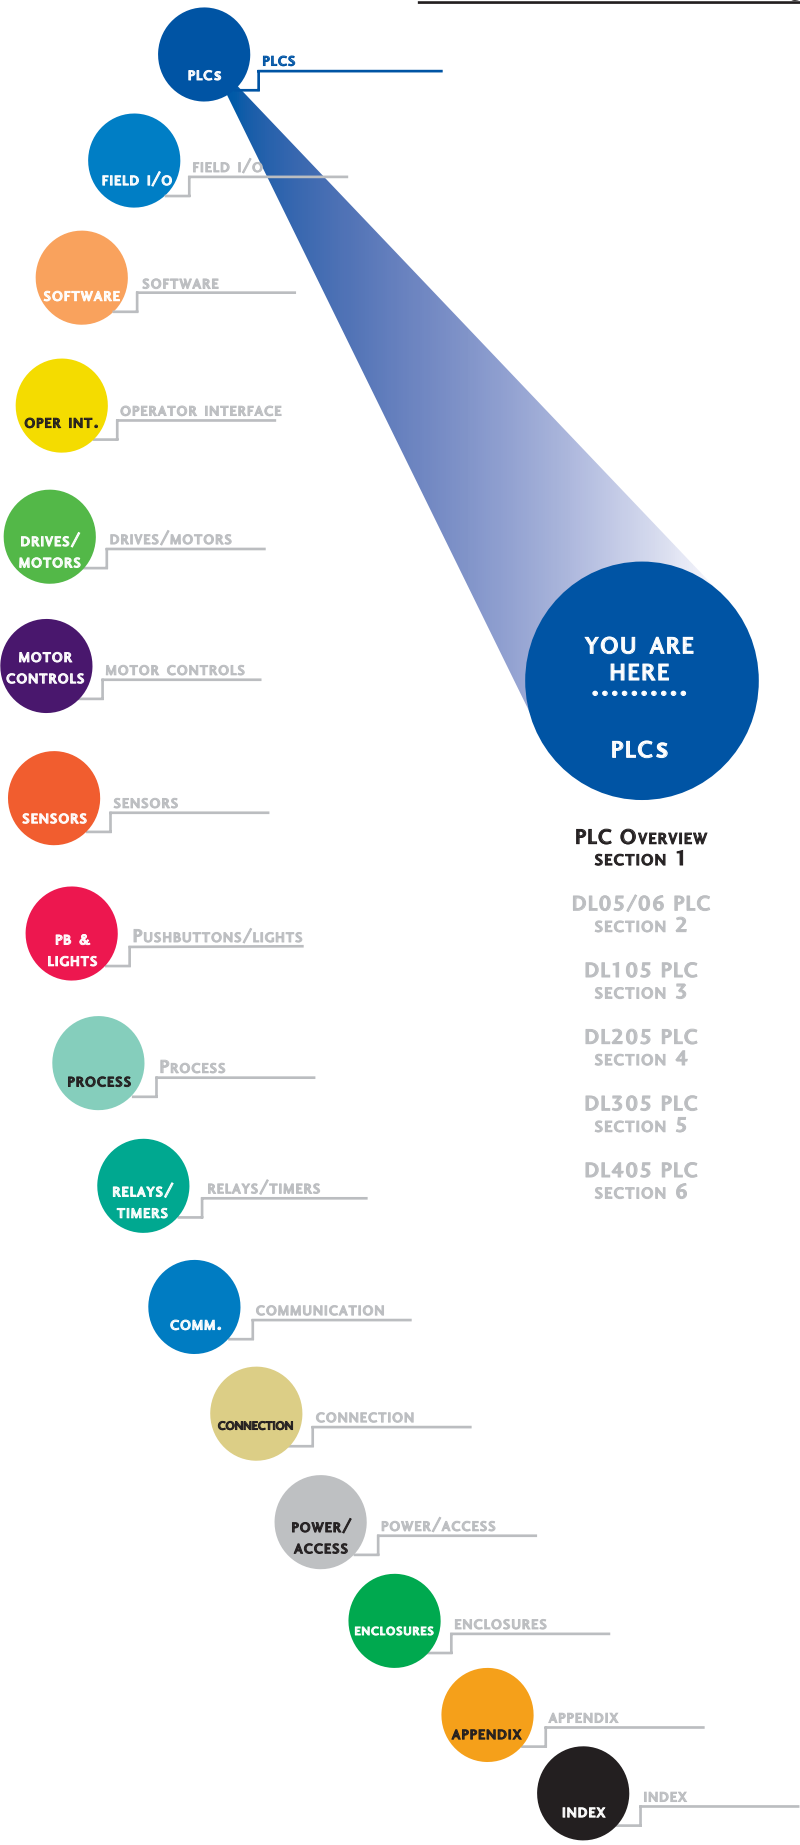 PLCs
PLCs
FIELD I/O
FIELD I/O
SOFTWARE
SOFTWARE
OPER INT.
OPERATOR INTERFACE
DRIVES/
MOTORS
DRIVES/MOTORS
MOTOR
CONTROLS
MOTOR CONTROLS
SENSORS
SENSORS
PB &
LIGHTS
PUSHBUTTONS/LIGHTS
PROCESS
PROCESS
RELAYS/
TIMERS
RELAYS/TIMERS
COMM.
COMMUNICATION
CONNECTION
CONNECTION
POWER/
ACCESS
POWER/ACCESS
ENCLOSURES
ENCLOSURES
APPENDIX
APPENDIX
INDEX
INDEX
YOU ARE
HERE
PLCs
PLC OVERVIEW
SECTION 1
DL05/06 PLC
SECTION 2
DL105 PLC
SECTION 3
DL205 PLC
SECTION 4
DL305 PLC
SECTION 5
DL405 PLC
SECTION 6